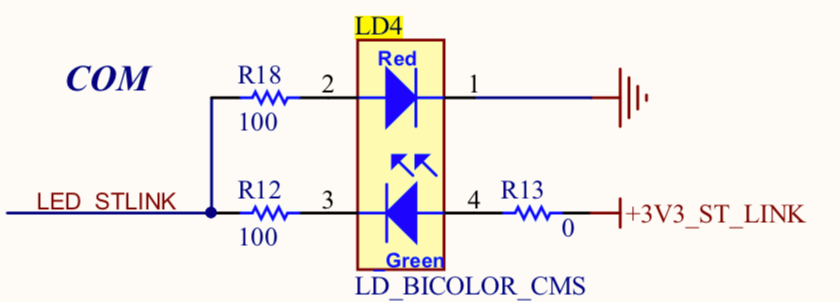 LD4
Red
COM
R18
2
1
100
LED_STLINK
R12
3
4
R13
+3V3_ST_LINK
100
0
Green
LD_BICOLOR_CMS